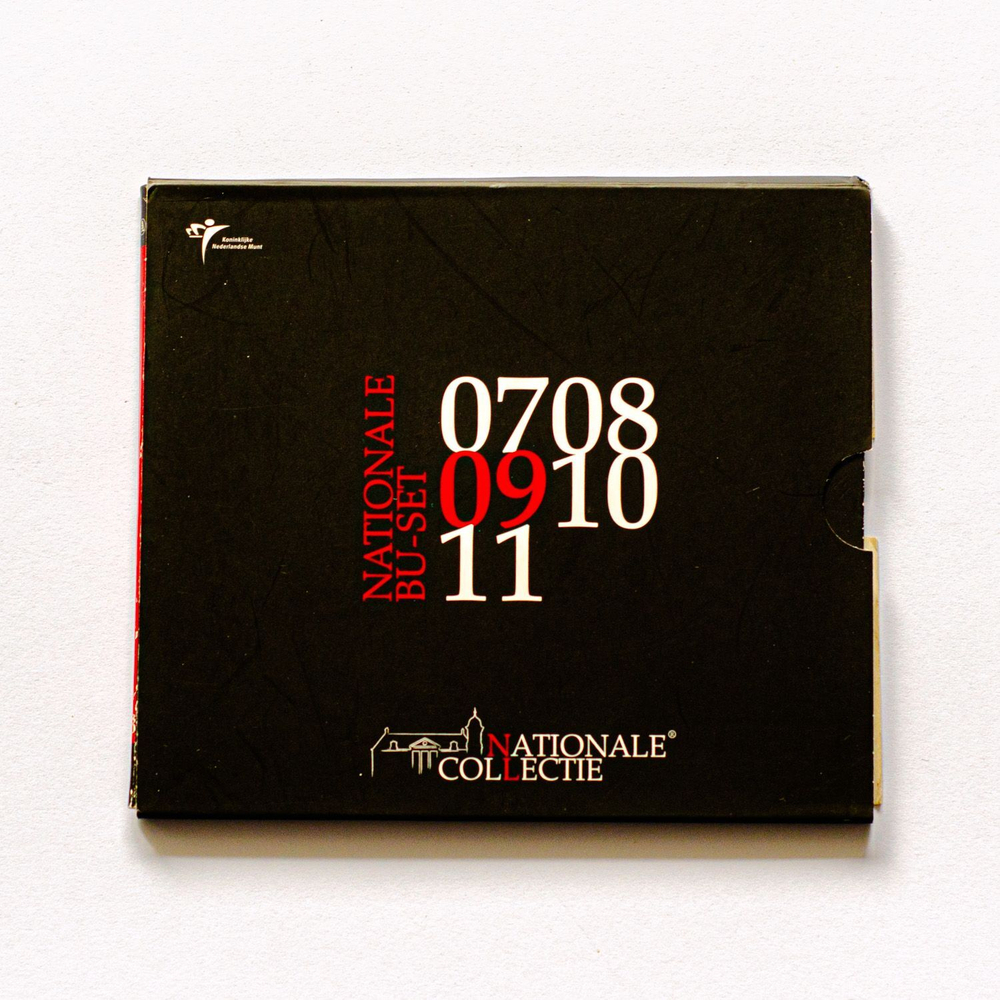 Koninklijke
Nederlandse Munt
NATIONALE
BU-SET
0708
0910
11
NATIONALE®
COLLECTIE